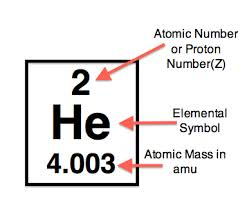 Atomic Number
or Proton
Number(Z)
2
He
Elemental
Symbol
4.003
Atomic Mass in
amu